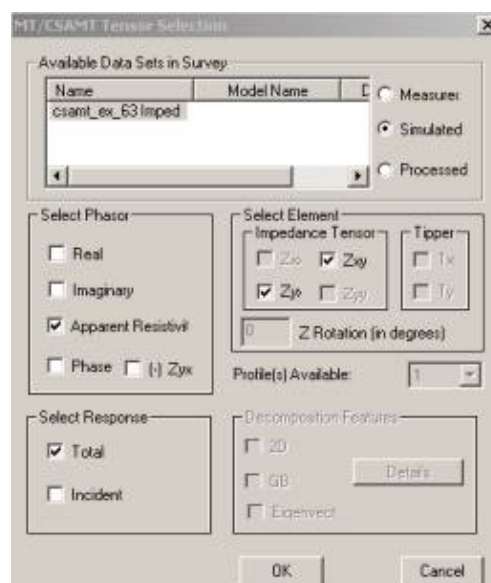 MT/CSAMT Tensor Selection
Available Data Sets in Survey
Name Model Name D
csamt_ex_63 Imped
Measurer
Simulated
Processed
Select Phasor
Real
Imaginary
Apparent Resistivit
Phase (-) Zyx
Select Element
Impedance Tensor
Zxx Zxy
Zyx Zyy
Tipper
Tx
Ty
0 Z Rotation (in degrees)
Profile(s) Available: 1
Select Response
Total
Incident
Decomposition Features
2D
GB
Eigenvect
Details
OK Cancel